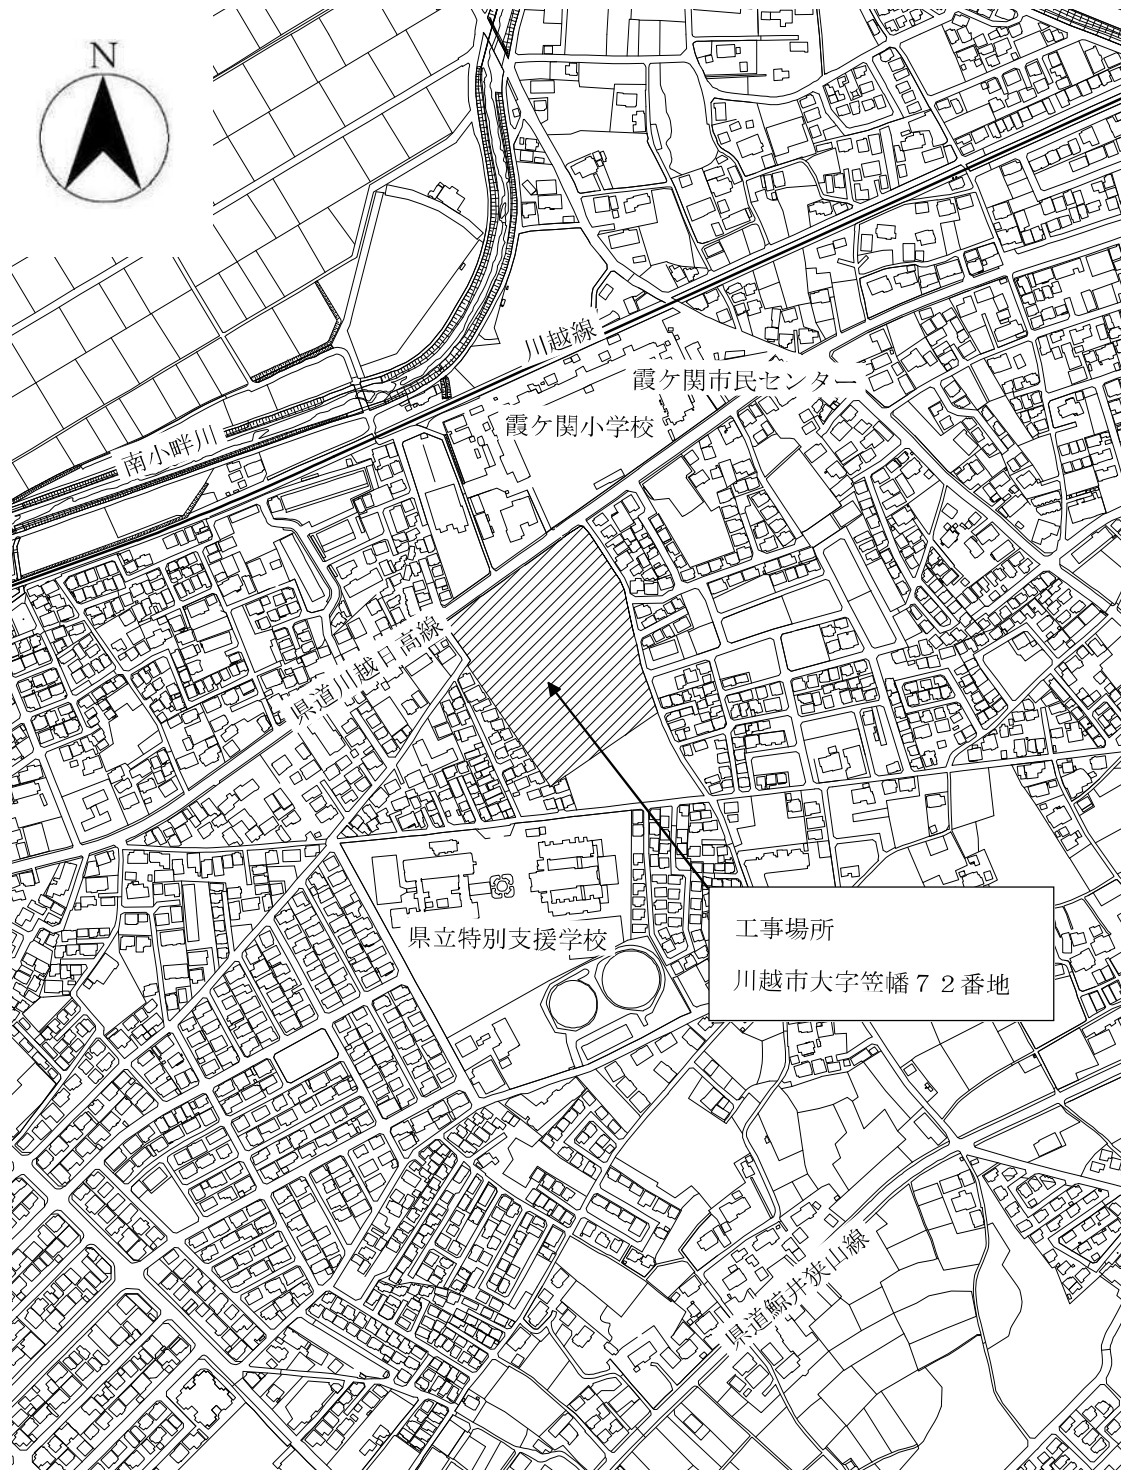 N
川越線
霞ケ関市民センター
霞ケ関小学校
南小畔川
県道川越日高線
県立特別支援学校
工事場所
川越市大字笠幡７２番地
県道鯨井狭山線